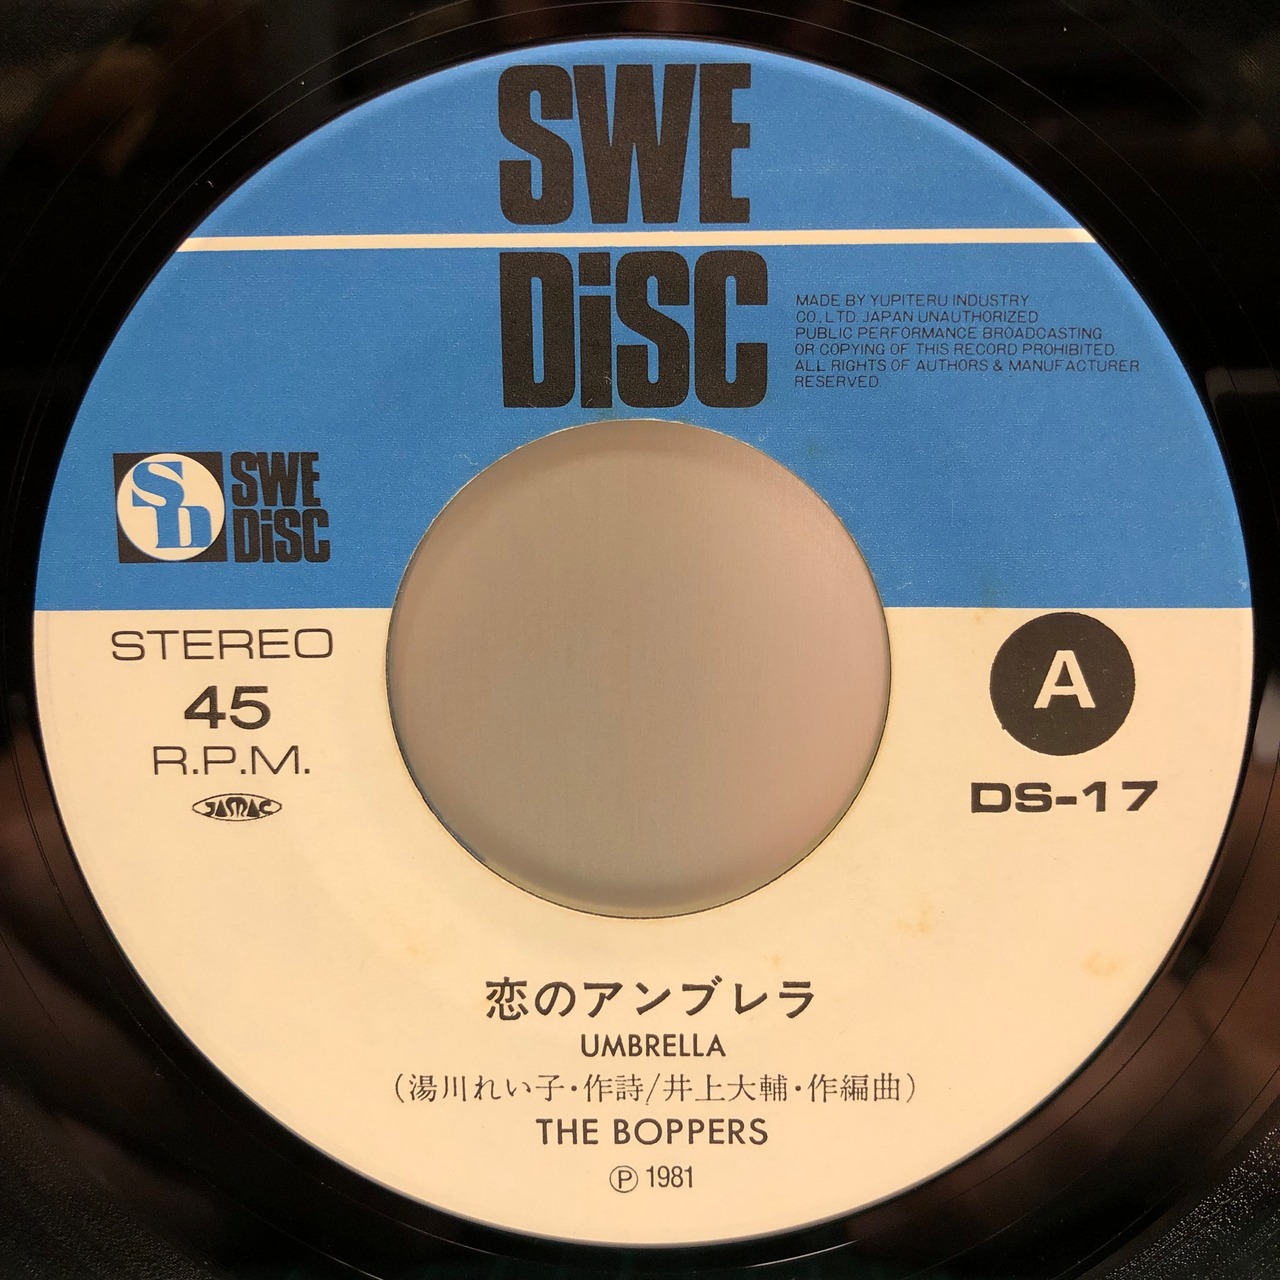 SWE
DiSC
MADE BY YUPITERU INDUSTRY
CO., LTD. JAPAN UNAUTHORIZED
PUBLIC PERFORMANCE BROADCASTING
OR COPYING OF THIS RECORD PROHIBITED.
ALL RIGHTS OF AUTHORS & MANUFACTURER
RESERVED.
SD
SWE
DiSC
STEREO
45
R.P.M.
JASRAC
A
DS-17
恋のアンブレラ
UMBRELLA
(湯川れい子・作詩/井上大輔・作編曲)
THE BOPPERS
Ⓟ 1981